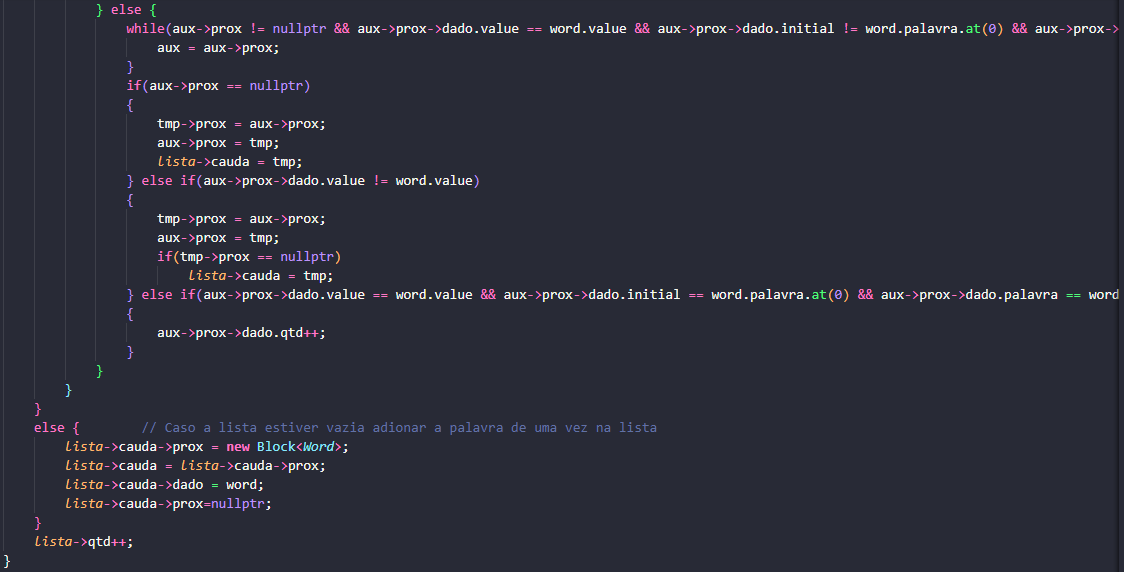 } else {
while(aux->prox != nullptr && aux->prox->dado.value == word.value && aux->prox->dado.initial != word.palavra.at(0) && aux->prox->
aux = aux->prox;
}
if(aux->prox == nullptr)
{
tmp->prox = aux->prox;
aux->prox = tmp;
lista->cauda = tmp;
} else if(aux->prox->dado.value != word.value)
{
tmp->prox = aux->prox;
aux->prox = tmp;
if(tmp->prox == nullptr)
lista->cauda = tmp;
} else if(aux->prox->dado.value == word.value && aux->prox->dado.initial == word.palavra.at(0) && aux->prox->dado.palavra == word
{
aux->prox->dado.qtd++;
}
}
}
}
else { // Caso a lista estiver vazia adionar a palavra de uma vez na lista
lista->cauda->prox = new Block<Word>;
lista->cauda = lista->cauda->prox;
lista->cauda->dado = word;
lista->cauda->prox=nullptr;
}
lista->qtd++;
}